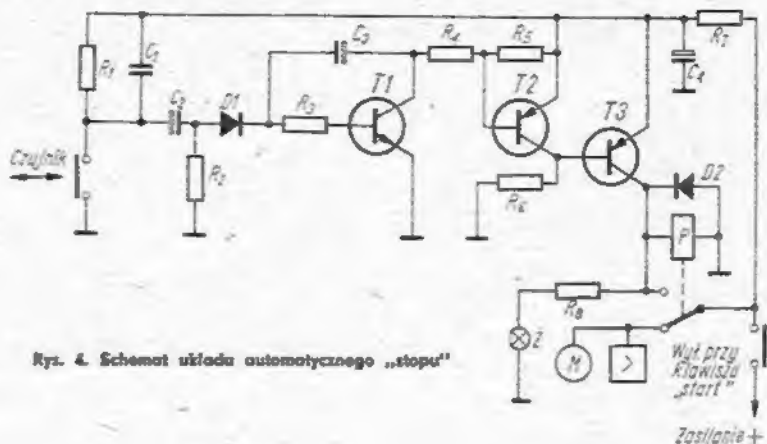 R1
C2
C3
D1
R2
R3
C3
T1
R4
R5
T2
R6
T3
C1
R7
D2
P
R8
Ż
M
>
Czujnik
Wył. przy
klawiszu
„start”
Zasilanie +
Rys. 4. Schemat układu automatycznego „stopu”